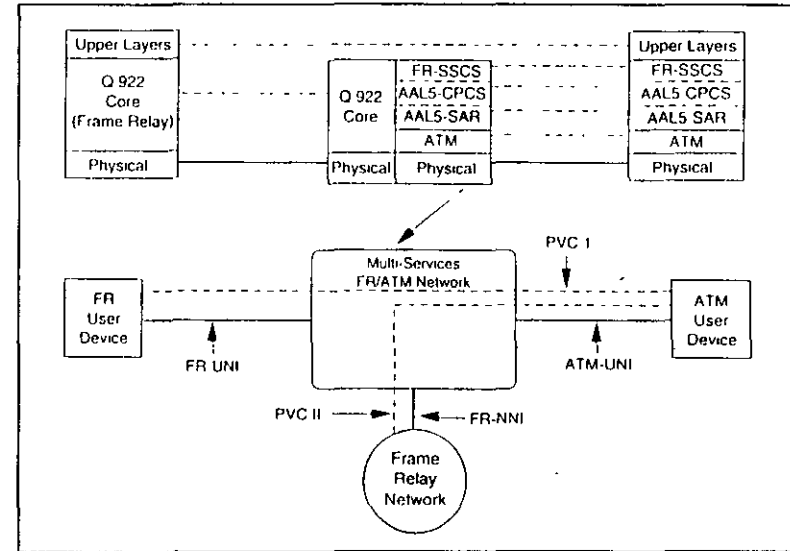 Upper Layers
Q 922
Core
(Frame Relay)
Physical
Q 922
Core
Physical
FR-SSCS
AAL5-CPCS
AAL5-SAR
ATM
Physical
Upper Layers
FR-SSCS
AAL5 CPCS
AAL5 SAR
ATM
Physical
Multi-Services
FR/ATM Network
PVC 1
FR
User
Device
ATM
User
Device
FR UNI
ATM-UNI
PVC II
FR-NNI
Frame
Relay
Network